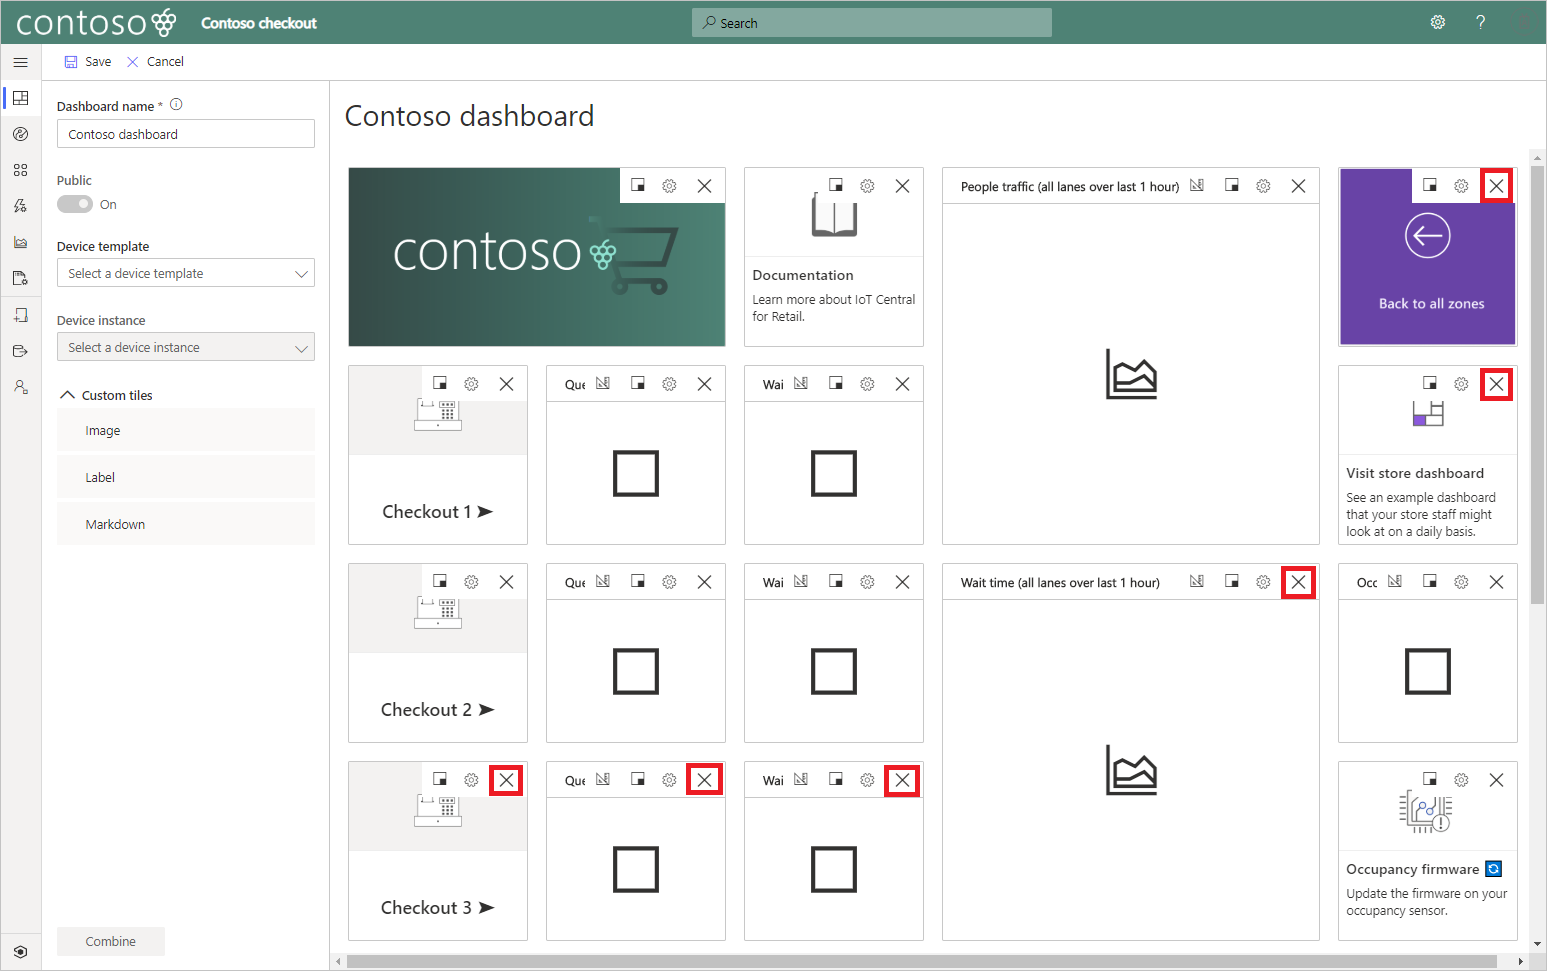 contoso
Contoso checkout
Search
?
Save
Cancel
Dashboard name *
Contoso dashboard
Public
On
Device template
Select a device template
Device instance
Select a device instance
Custom tiles
Image
Label
Markdown
Combine
Contoso dashboard
contoso
Documentation
Learn more about IoT Central
for Retail.
People traffic (all lanes over last 1 hour)
Back to all zones
Checkout 1 ➤
Que
Wai
Visit store dashboard
See an example dashboard
that your store staff might
look at on a daily basis.
Checkout 2 ➤
Que
Wai
Wait time (all lanes over last 1 hour)
Occ
Checkout 3 ➤
Que
Wai
Occupancy firmware 🔄
Update the firmware on your
occupancy sensor.